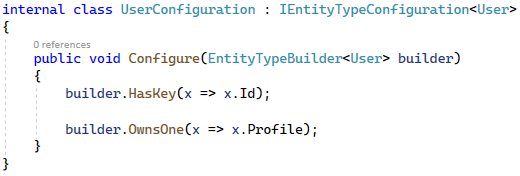 internal class UserConfiguration : IEntityTypeConfiguration<User>
{
0 references
public void Configure(EntityTypeBuilder<User> builder)
{
builder.HasKey(x => x.Id);
builder.OwnsOne(x => x.Profile);
}
}